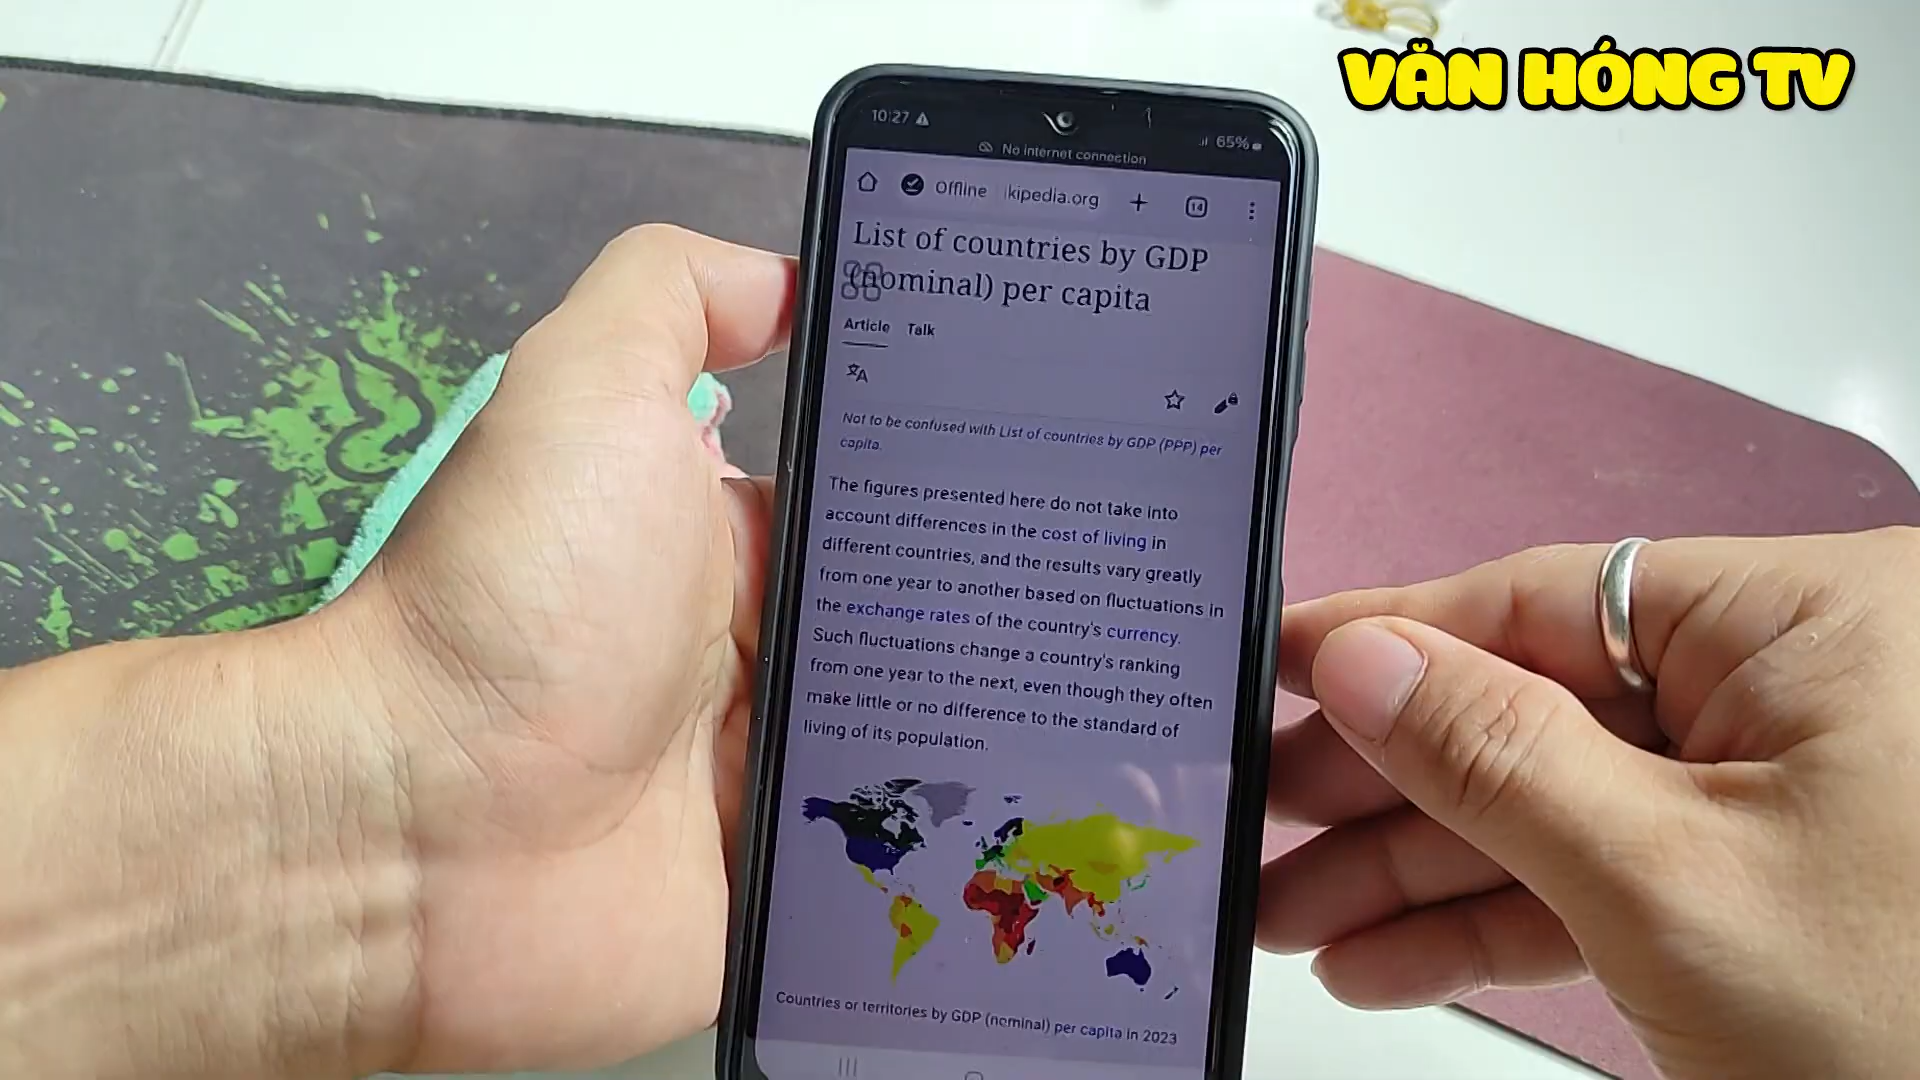 VĂN HÓNG TV
10:27
65%
No internet connection
Offline
kipedia.org
14
List of countries by GDP
(nominal) per capita
Article Talk
Not to be confused with List of countries by GDP (PPP) per
capita.
The figures presented here do not take into
account differences in the cost of living in
different countries, and the results vary greatly
from one year to another based on fluctuations in
the exchange rates of the country's currency.
Such fluctuations change a country's ranking
from one year to the next, even though they often
make little or no difference to the standard of
living of its population.
Countries or territories by GDP (nominal) per capita in 2023